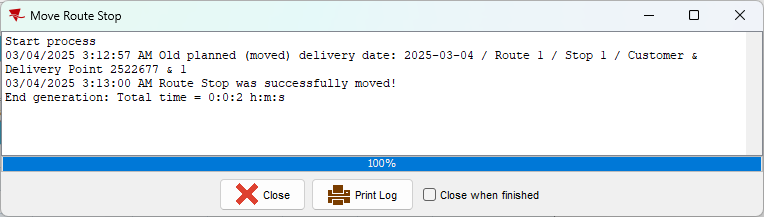 Move Route Stop
Start process
03/04/2025 3:12:57 AM Old planned (moved) delivery date: 2025-03-04 / Route 1 / Stop 1 / Customer &
Delivery Point 2522677 & 1
03/04/2025 3:13:00 AM Route Stop was successfully moved!
End generation: Total time = 0:0:2 h:m:s
100%
Close
Print Log
Close when finished